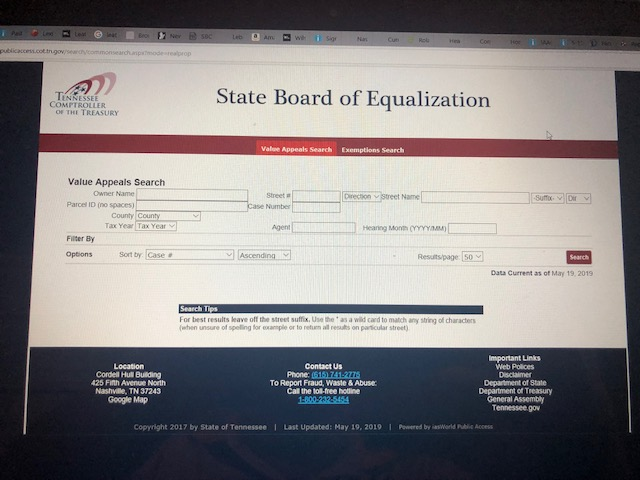 publicaccess.cot.tn.gov/search/commonsearch.aspx?mode=realprop
TENNESSEE
COMPTROLLER
OF THE TREASURY
State Board of Equalization
Value Appeals Search Exemptions Search
Value Appeals Search
Owner Name Street # Direction Street Name -Suffix- Dir
Parcel ID (no spaces) Case Number
County County
Tax Year Tax Year Agent Hearing Month (YYYY/MM)
Filter By
Options Sort by: Case # Ascending Results/page: 50 Search
Data Current as of May 19, 2019
Search Tips
For best results leave off the street suffix. Use the * as a wild card to match any string of characters
(when unsure of spelling for example or to return all results on particular street).
Location
Cordell Hull Building
425 Fifth Avenue North
Nashville, TN 37243
Google Map
Contact Us
Phone: (615) 741-2775
To Report Fraud, Waste & Abuse:
Call the toll-free hotline
1-800-232-5454
Important Links
Web Polices
Disclaimer
Department of State
Department of Treasury
General Assembly
Tennessee.gov
Copyright 2017 by State of Tennessee | Last Updated: May 19, 2019 | Powered by iasWorld Public Access